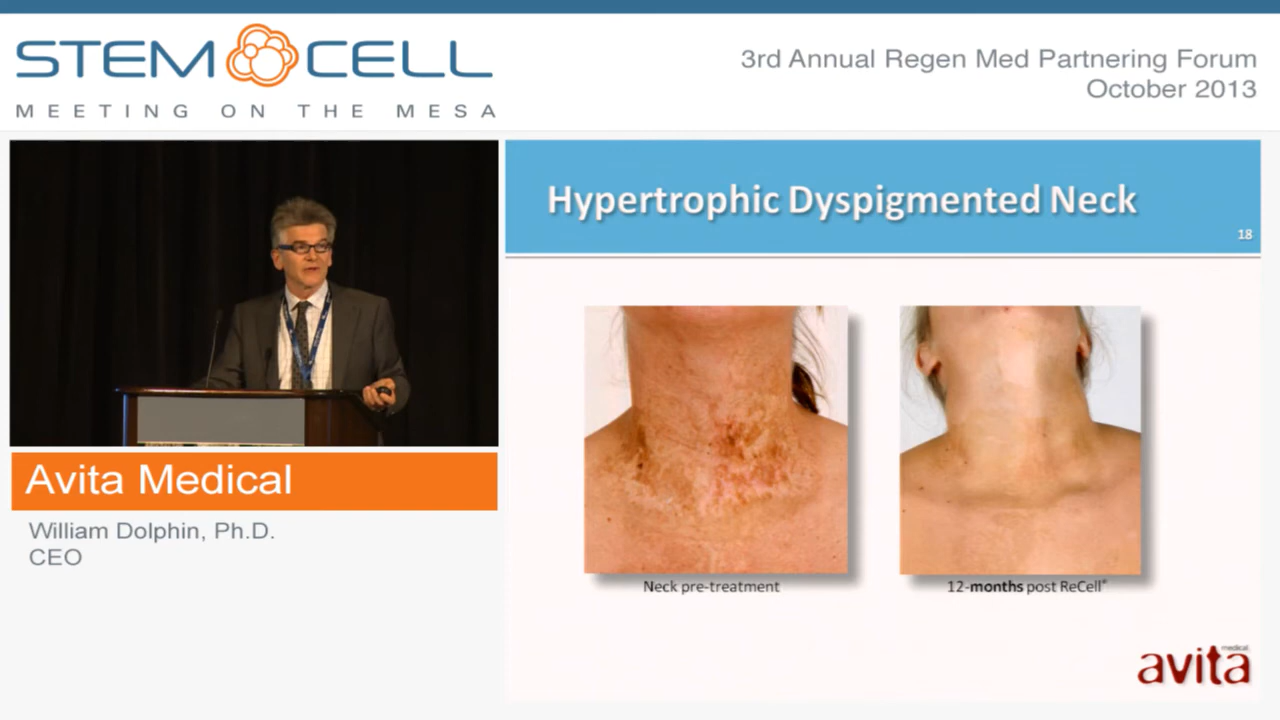 STEM CELL
MEETING ON THE MESA
3rd Annual Regen Med Partnering Forum
October 2013
Hypertrophic Dyspigmented Neck
18
Neck pre-treatment
12-months post ReCell®
Avita Medical
William Dolphin, Ph.D.
CEO
avita medical